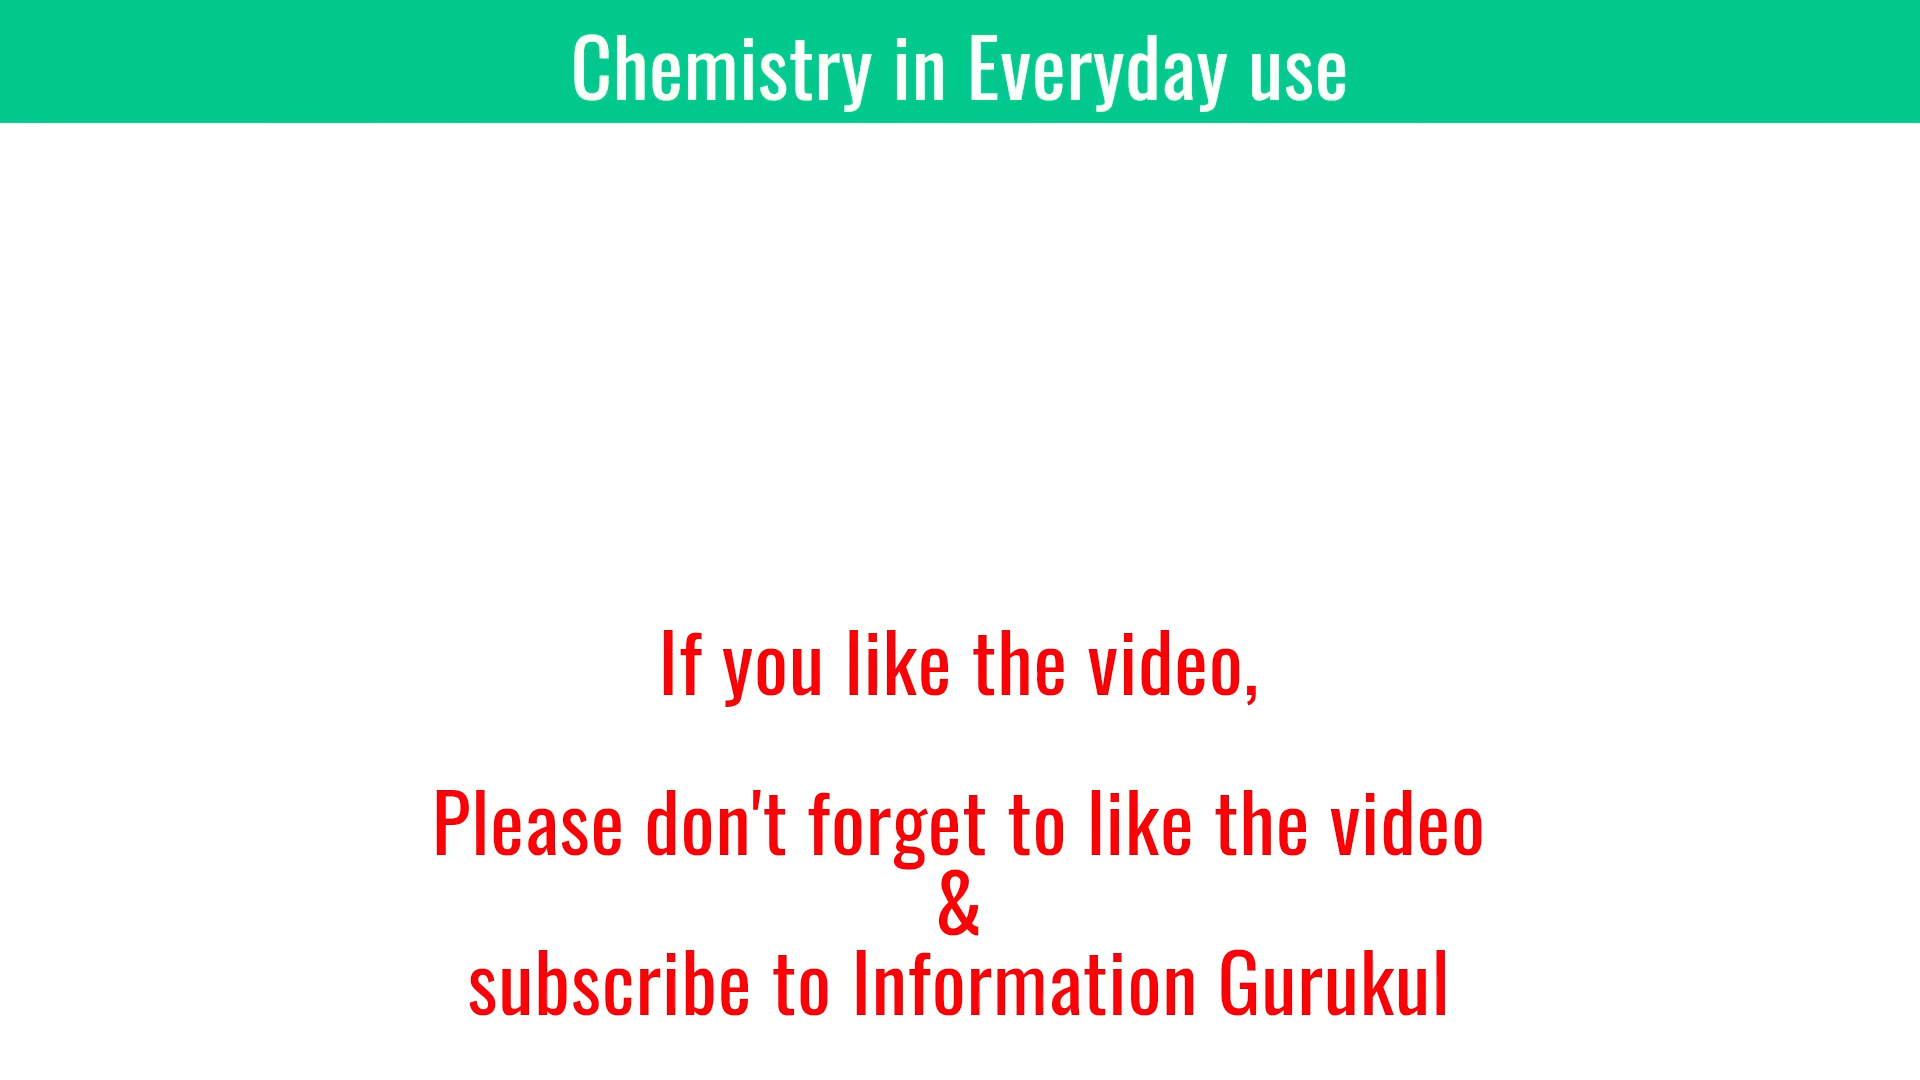 Chemistry in Everyday use
If you like the video,
Please don't forget to like the video
&
subscribe to Information Gurukul